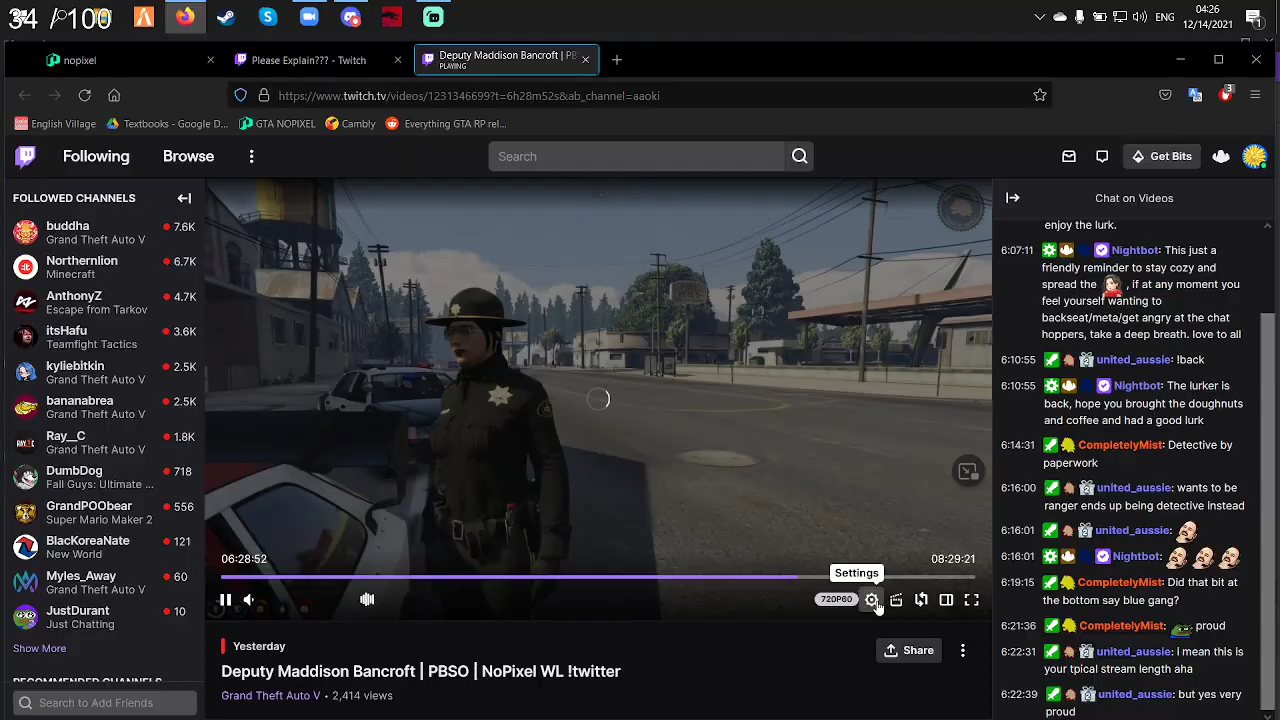 34
100
ENG
04:26
12/14/2021
1
nopixel
Please Explain??? - Twitch
Deputy Maddison Bancroft | PB
PLAYING
https://www.twitch.tv/videos/1231346699?t=6h28m52s&ab_channel=aaoki
3
English Village
Textbooks - Google D...
GTA NOPIXEL
Cambly
Everything GTA RP rel...
Following
Browse
Search
Get Bits
FOLLOWED CHANNELS
buddha
7.6K
Grand Theft Auto V
Northernlion
6.7K
Minecraft
AnthonyZ
4.7K
Escape from Tarkov
itsHafu
3.6K
Teamfight Tactics
kyliebitkin
2.5K
Grand Theft Auto V
bananabrea
2.5K
Grand Theft Auto V
Ray__C
1.8K
Grand Theft Auto V
DumbDog
718
Fall Guys: Ultimate ...
GrandPOObear
556
Super Mario Maker 2
BlacKoreaNate
121
New World
Myles_Away
60
Grand Theft Auto V
JustDurant
10
Just Chatting
Show More
RECOMMENDED CHANNELS
Search to Add Friends
06:28:52
08:29:21
Settings
720P60
Yesterday
Share
Deputy Maddison Bancroft | PBSO | NoPixel WL !twitter
Grand Theft Auto V • 2,414 views
Chat on Videos
enjoy the lurk.
6:07:11 Nightbot: This just a
friendly reminder to stay cozy and
spread the , if at any moment you
feel yourself wanting to
backseat/meta/get angry at the chat
hoppers, take a deep breath. love to all
6:10:55 united_aussie: !back
6:10:55 Nightbot: The lurker is
back, hope you brought the doughnuts
and coffee and had a good lurk
6:14:31 CompletelyMist: Detective by
paperwork
6:16:00 united_aussie: wants to be
ranger ends up being detective instead
6:16:01 united_aussie:
6:16:01 Nightbot:
6:19:15 CompletelyMist: Did that bit at
the bottom say blue gang?
6:21:36 CompletelyMist: proud
6:22:31 united_aussie: I mean this is
your tpical stream length aha
6:22:39 united_aussie: but yes very
proud